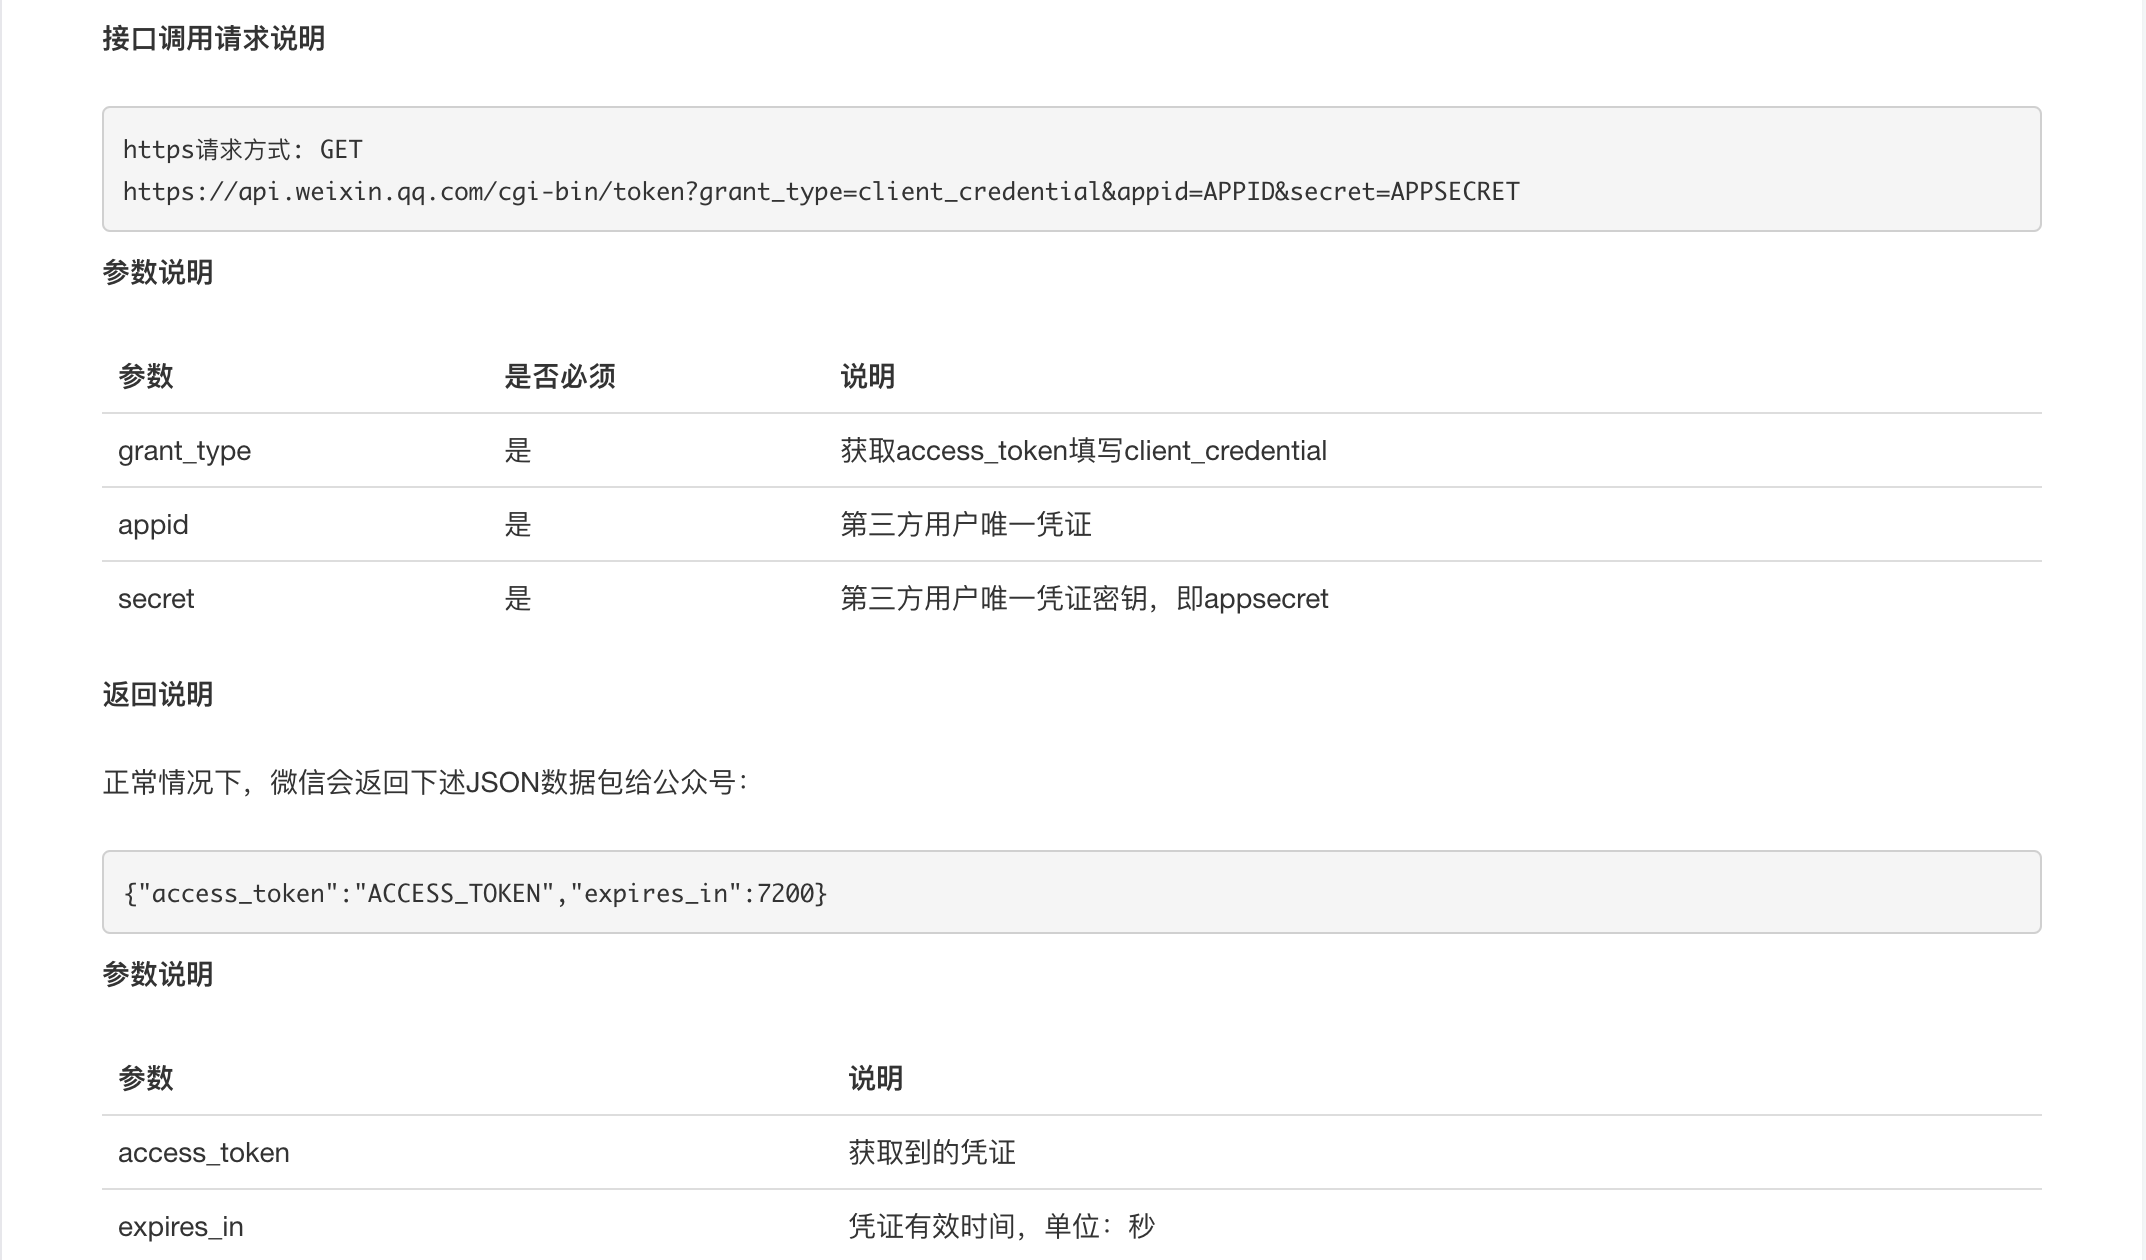 接口调用请求说明
https请求方式: GET
https://api.weixin.qq.com/cgi-bin/token?grant_type=client_credential&appid=APPID&secret=APPSECRET
参数说明
参数 是否必须 说明
grant_type 是 获取access_token填写client_credential
appid 是 第三方用户唯一凭证
secret 是 第三方用户唯一凭证密钥，即appsecret
返回说明
正常情况下，微信会返回下述JSON数据包给公众号：
{"access_token":"ACCESS_TOKEN","expires_in":7200}
参数说明
参数 说明
access_token 获取到的凭证
expires_in 凭证有效时间，单位：秒